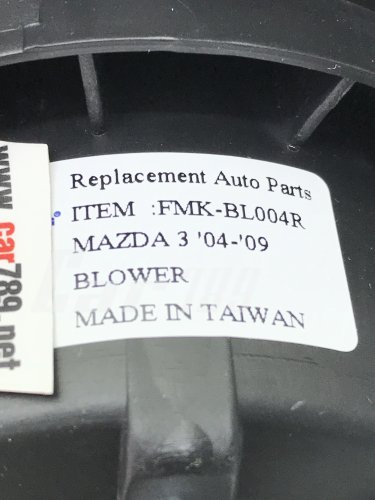 Replacement Auto Parts
ITEM :FMK-BL004R
MAZDA 3 '04-'09
BLOWER
MADE IN TAIWAN
www.car789.net